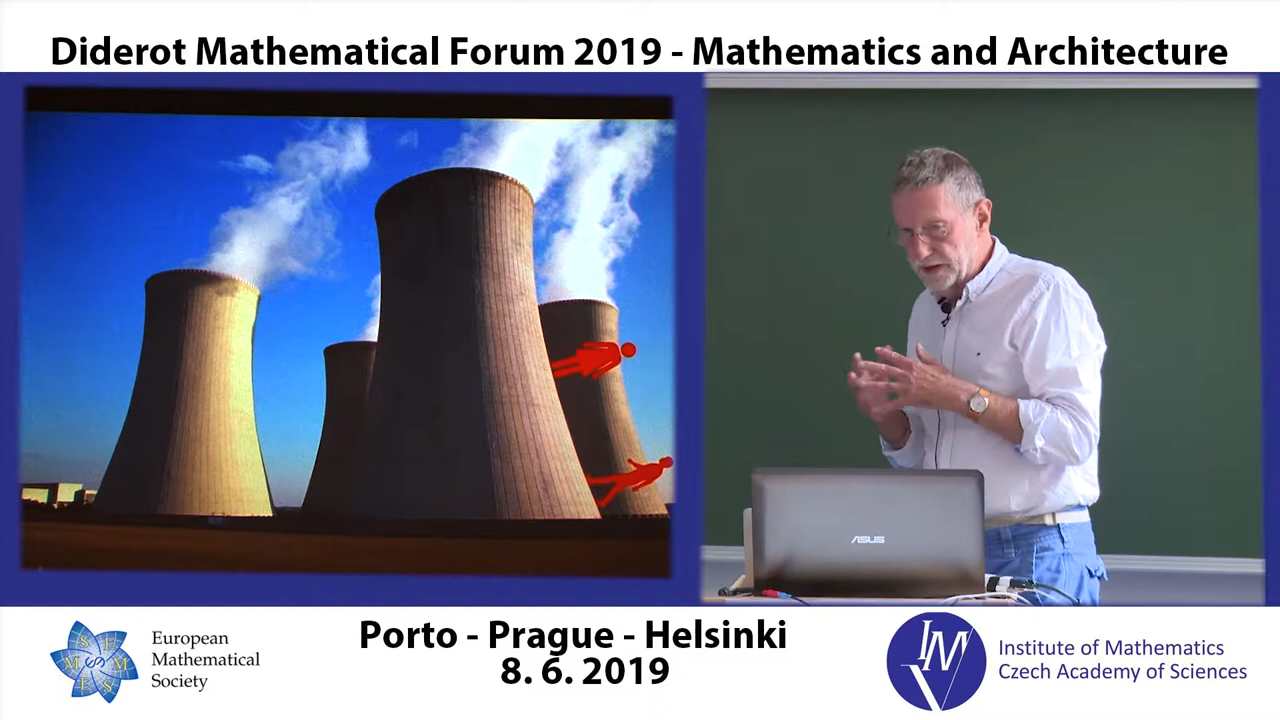 Diderot Mathematical Forum 2019 - Mathematics and Architecture
ASUS
European
Mathematical
Society
Porto - Prague - Helsinki
8. 6. 2019
IM
V
Institute of Mathematics
Czech Academy of Sciences